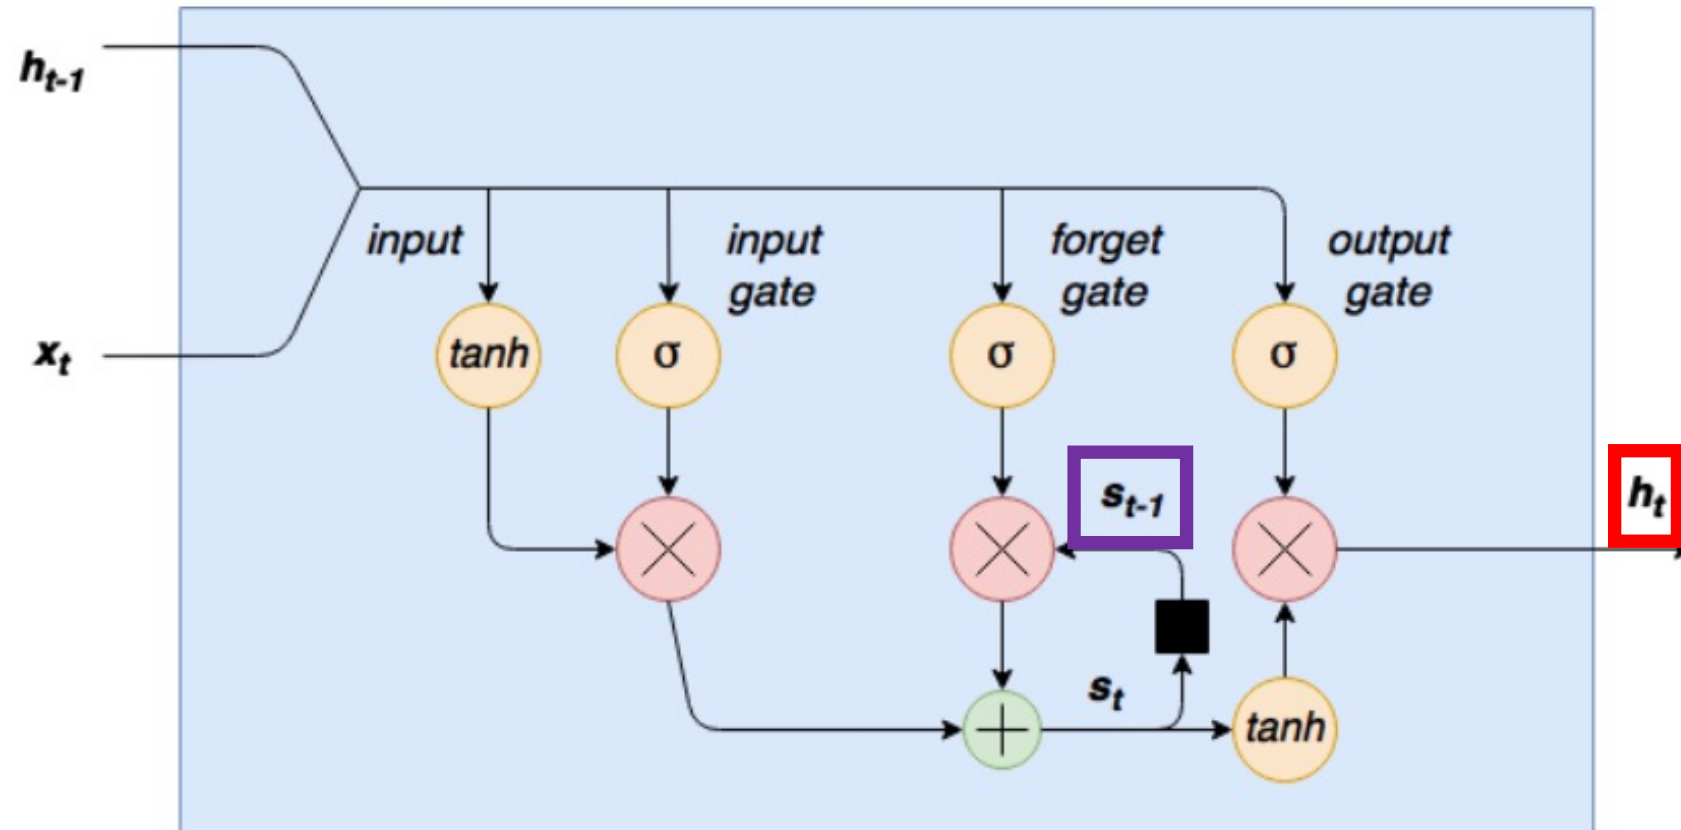 h_{t-1}
input
input
gate
forget
gate
output
gate
x_t
tanh
σ
σ
σ
s_{t-1}
h_t
s_t
tanh